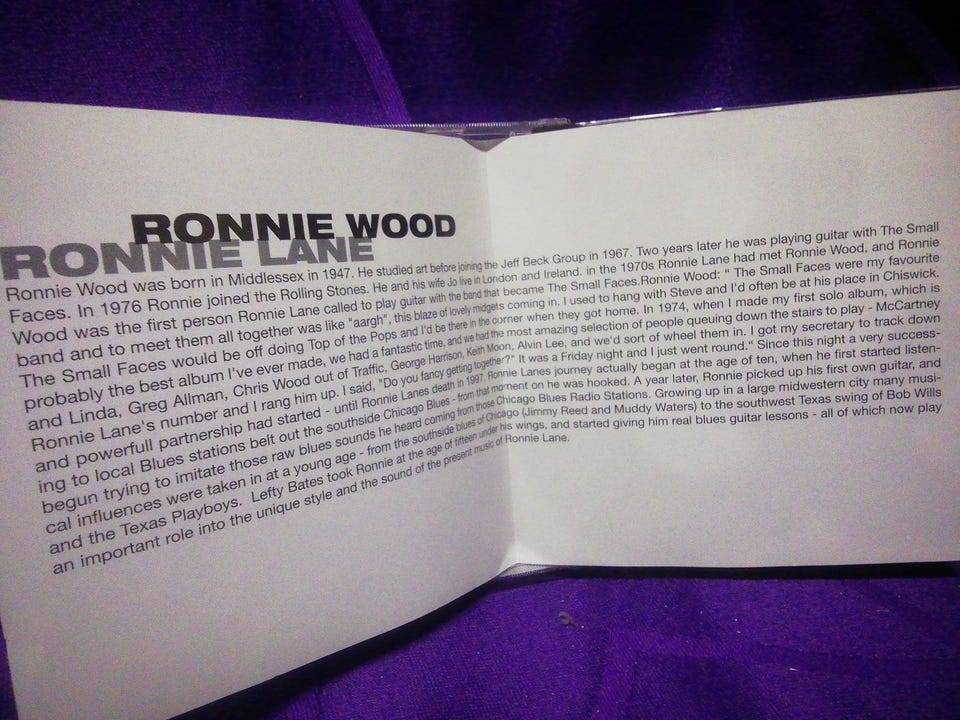 RONNIE WOOD
RONNIE LANE
Ronnie Wood was born in Middlessex in 1947. He studied art before joining the Jeff Beck Group in 1967. Two years later he was playing guitar with The Small
Faces. In 1976 Ronnie joined the Rolling Stones. He and his wife Jo live in London and Ireland. in the 1970s Ronnie Lane had met Ronnie Wood, and Ronnie
Wood was the first person Ronnie Lane called to play guitar with the band that became The Small Faces.Ronnie Wood: “ The Small Faces were my favourite
band and to meet them all together was like "aargh", this blaze of lovely midgets coming in. I used to hang with Steve and I'd often be at his place in Chiswick.
The Small Faces would be off doing Top of the Pops and I'd be there in the corner when they got home. In 1974, when I made my first solo album, which is
probably the best album I've ever made, we had a fantastic time, and we had the most amazing selection of people queuing down the stairs to play - McCartney
and Linda, Greg Allman, Chris Wood out of Traffic, George Harrison, Keith Moon, Alvin Lee, and we'd sort of wheel them in. I got my secretary to track down
Ronnie Lane's number and I rang him up. I said, "Do you fancy getting together?" It was a Friday night and I just went round.“ Since this night a very success-
and powerfull partnership had started - until Ronnie Lanes death in 1997. Ronnie Lanes journey actually began at the age of ten, when he first started listen-
ing to local Blues stations belt out the southside Chicago Blues - from that moment on he was hooked. A year later, Ronnie picked up his first own guitar, and
begun trying to imitate those raw blues sounds he heard coming from those Chicago Blues Radio Stations. Growing up in a large midwestern city many musi-
cal influences were taken in at a young age - from the southside blues of Chicago (Jimmy Reed and Muddy Waters) to the southwest Texas swing of Bob Wills
and the Texas Playboys. Lefty Bates took Ronnie at the age of fifteen under his wings, and started giving him real blues guitar lessons - all of which now play
an important role into the unique style and the sound of the present music of Ronnie Lane.